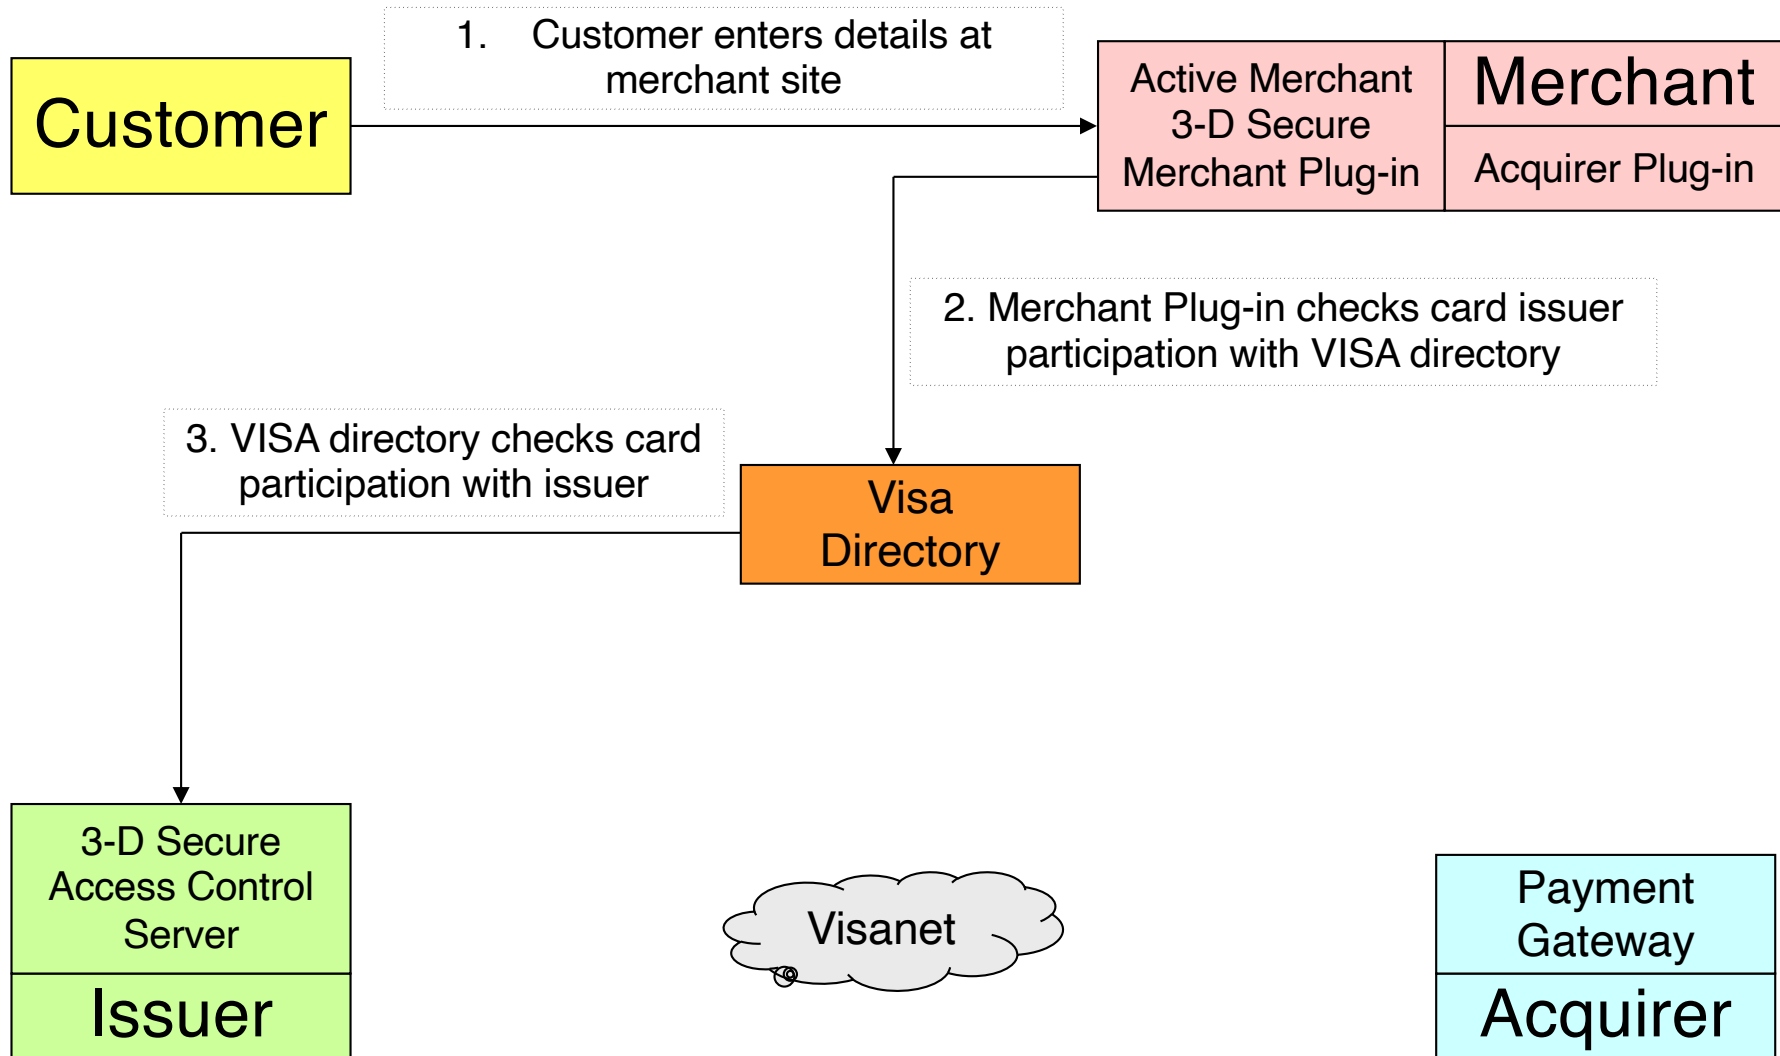 1. Customer enters details at
merchant site
Customer
Active Merchant
3-D Secure
Merchant Plug-in
Merchant
Acquirer Plug-in
2. Merchant Plug-in checks card issuer
participation with VISA directory
3. VISA directory checks card
participation with issuer
Visa
Directory
3-D Secure
Access Control
Server
Issuer
Visanet
Payment
Gateway
Acquirer